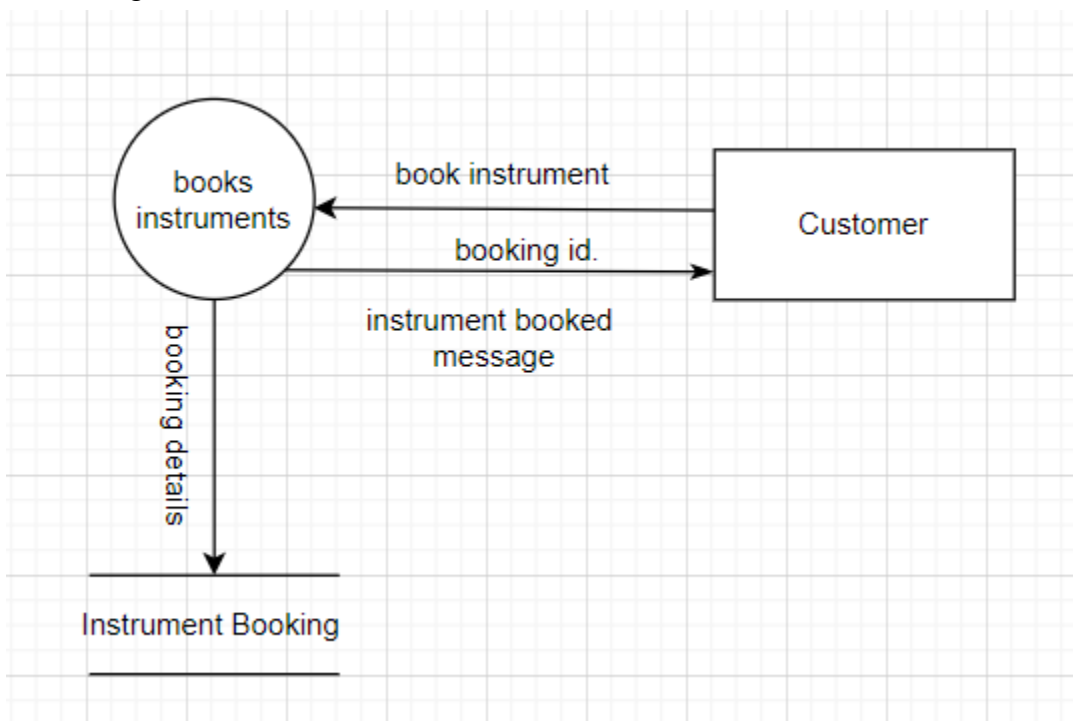 books
instruments
book instrument
Customer
booking id.
instrument booked
message
booking details
Instrument Booking